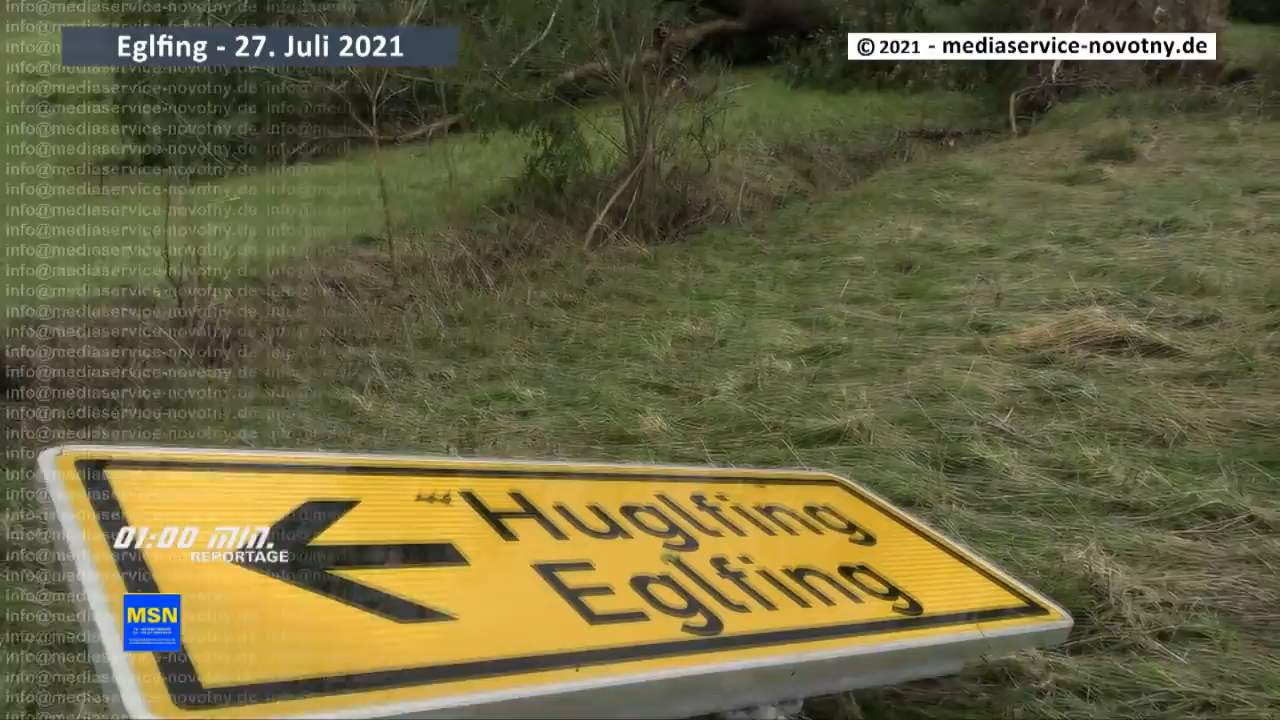 Eglfing - 27. Juli 2021
© 2021 - mediaservice-novotny.de
info@mediaservice-novotny.de
Huglfing
Eglfing
01:00 min.
REPORTAGE
MSN